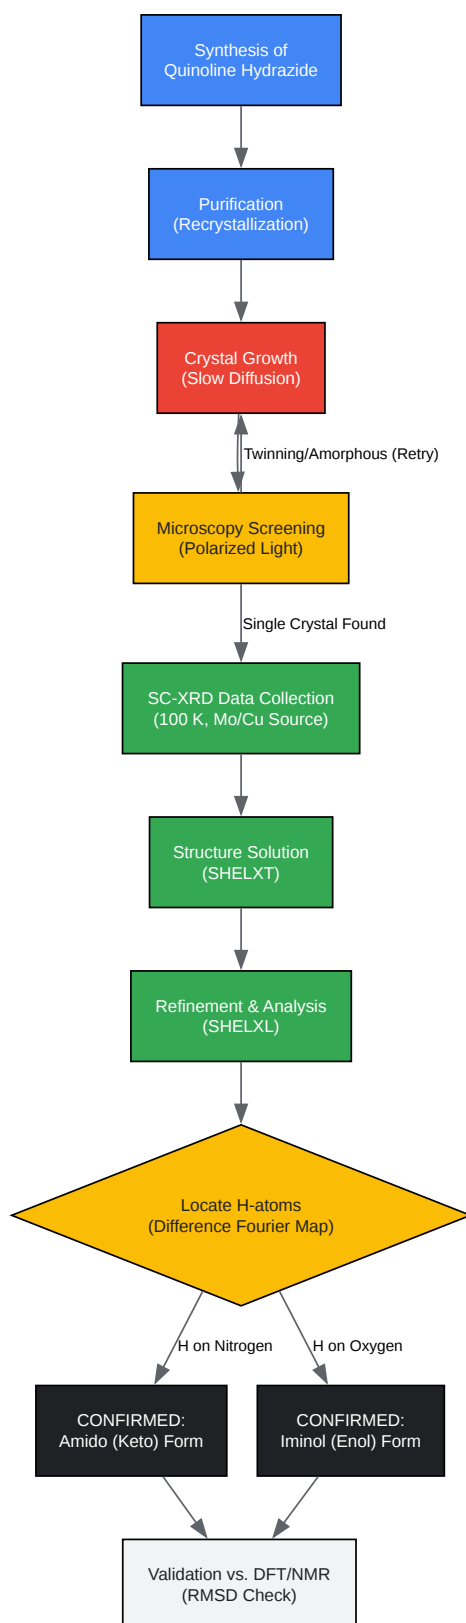 Synthesis of
Quinoline Hydrazide
Purification
(Recrystallization)
Crystal Growth
(Slow Diffusion)
Twinning/Amorphous (Retry)
Microscopy Screening
(Polarized Light)
Single Crystal Found
SC-XRD Data Collection
(100 K, Mo/Cu Source)
Structure Solution
(SHELXT)
Refinement & Analysis
(SHELXL)
Locate H-atoms
(Difference Fourier Map)
H on Nitrogen
H on Oxygen
CONFIRMED:
Amido (Keto) Form
CONFIRMED:
Iminol (Enol) Form
Validation vs. DFT/NMR
(RMSD Check)